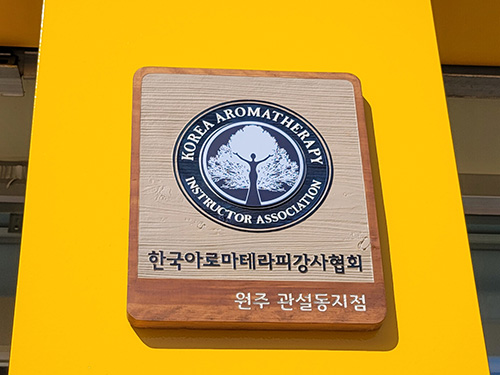 KOREA AROMATHERAPY
INSTRUCTOR ASSOCIATION
한국아로마테라피강사협회
원주 관설동지점